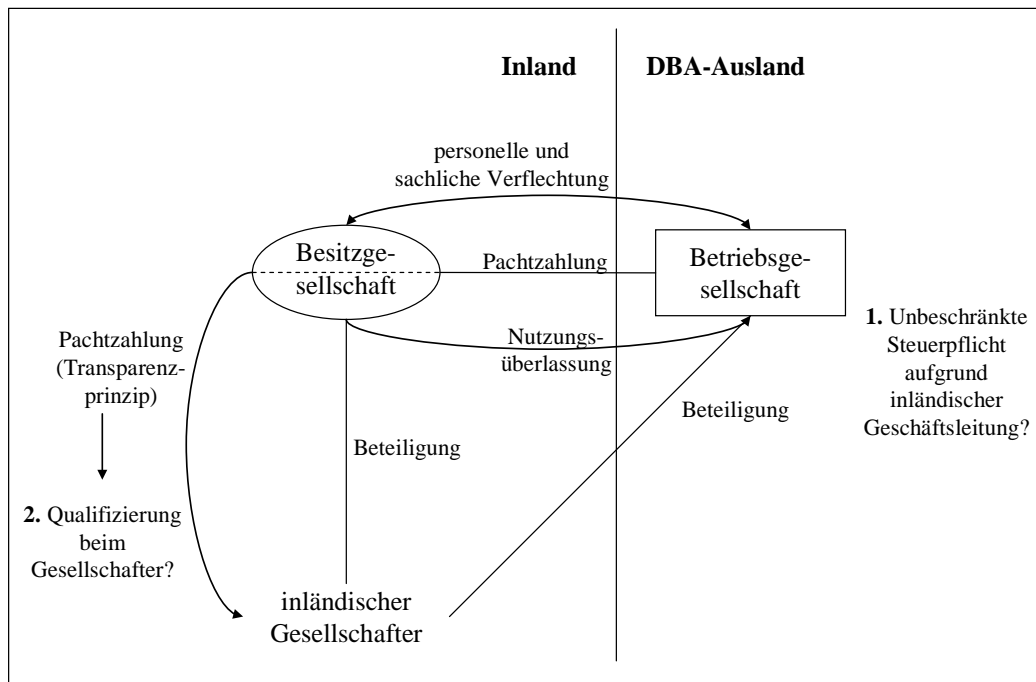 Inland
DBA-Ausland
personelle und
sachliche Verflechtung
Besitzge-
sellschaft
Pachtzahlung
Betriebsge-
sellschaft
1. Unbeschränkte
Steuerpflicht
aufgrund
inländischer
Geschäftsleitung?
Nutzungs-
überlassung
Pachtzahlung
(Transparenz-
prinzip)
Beteiligung
Beteiligung
2. Qualifizierung
beim
Gesellschafter?
inländischer
Gesellschafter